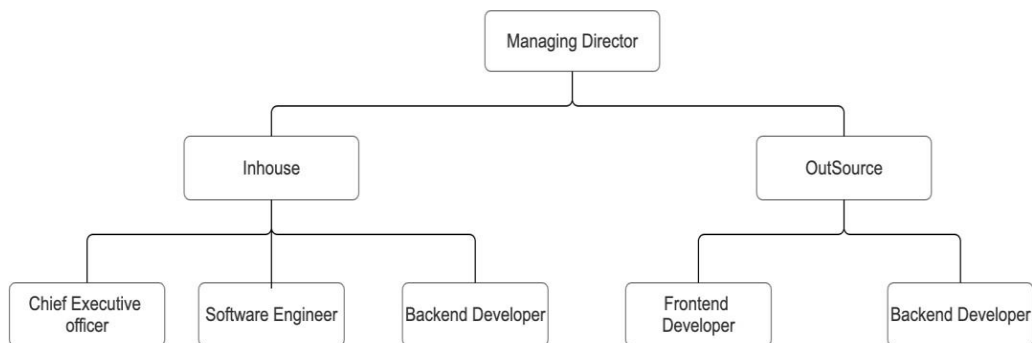 Managing Director
Inhouse
OutSource
Chief Executive
officer
Software Engineer
Backend Developer
Frontend
Developer
Backend Developer